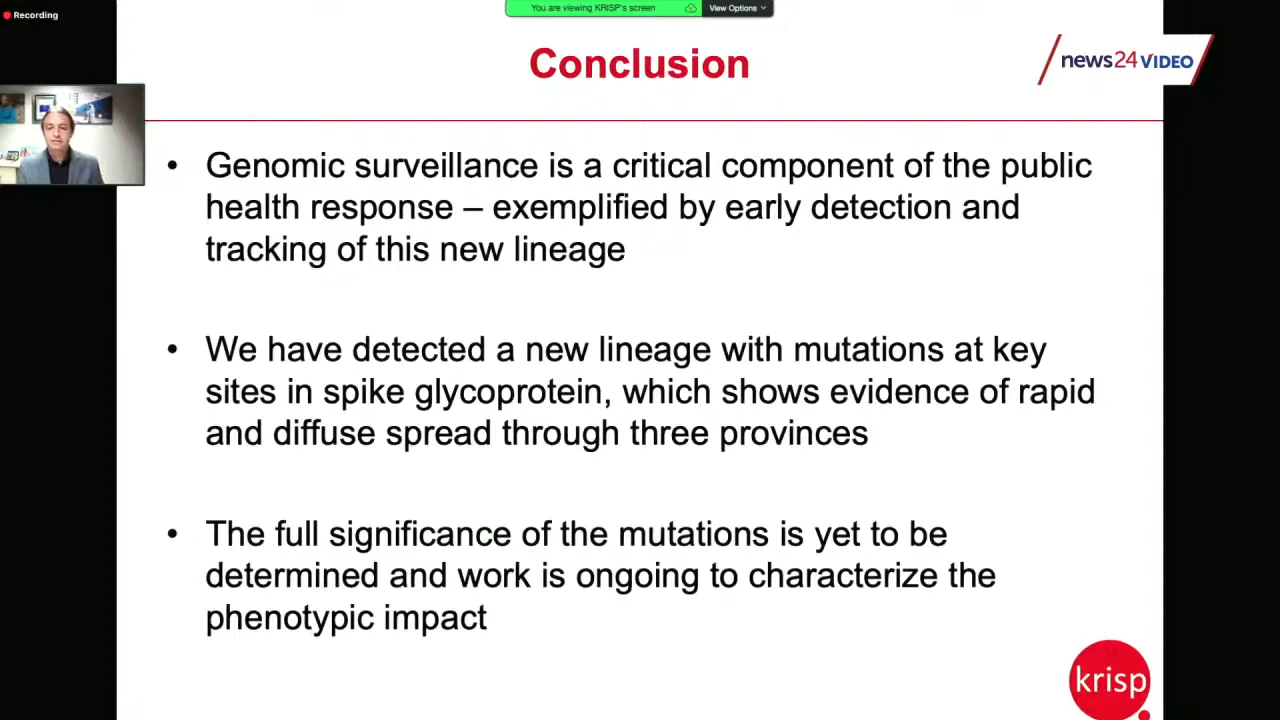 Recording
You are viewing KRISP's screen
View Options
Conclusion
news24 VIDEO
• Genomic surveillance is a critical component of the public
health response – exemplified by early detection and
tracking of this new lineage
• We have detected a new lineage with mutations at key
sites in spike glycoprotein, which shows evidence of rapid
and diffuse spread through three provinces
• The full significance of the mutations is yet to be
determined and work is ongoing to characterize the
phenotypic impact
krisp